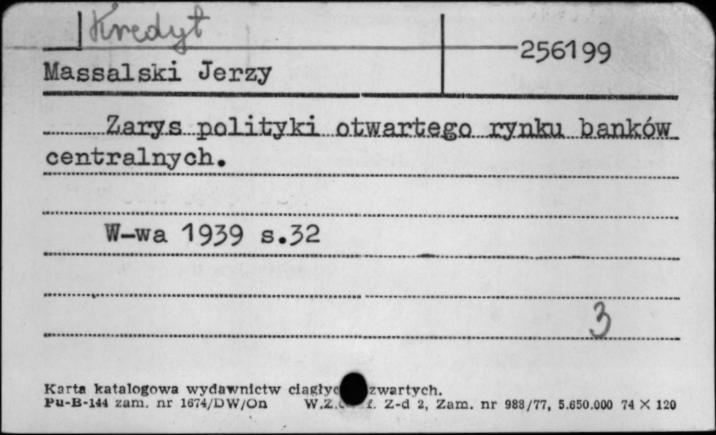 Kredyt
256199
Massalski Jerzy
Zarys polityki otwartego rynku banków
centralnych.
W-wa 1939 s.32
3
Karta katalogowa wydawnictw zwartych.
Pu-B-144 zam. nr 1674/DW/On Z-d 2, Zam. nr 988/77, 5.650.000 74 X 120